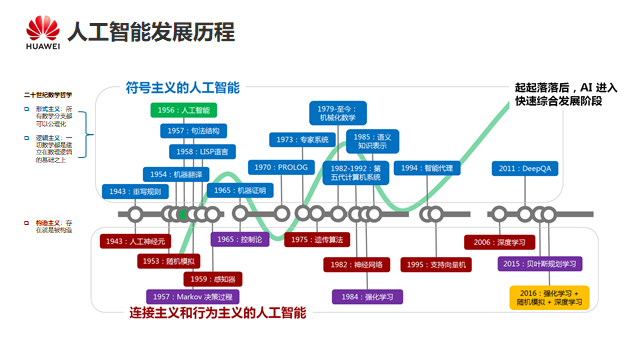 HUAWEI
人工智能发展历程
二十世纪数学哲学
形式主义：所
有数学分支都
可以公理化
逻辑主义：一
切数学都是建
立在数理逻辑
的基础之上
构造主义：存
在就是被构造
符号主义的人工智能
起起落落后，AI 进入
快速综合发展阶段
1956：人工智能
1957：句法结构
1958：LISP语言
1954：机器翻译
1943：重写规则
1965：机器证明
1970：PROLOG
1973：专家系统
1979-至今：
机械化数学
1985：语义
知识表示
1982-1992：第
五代计算机系统
1994：智能代理
2011：DeepQA
1943：人工神经元
1953：随机模拟
1959：感知器
1957：Markov 决策过程
1965：控制论
1975：遗传算法
1982：神经网络
1984：强化学习
1995：支持向量机
2006：深度学习
2015：贝叶斯规划学习
2016：强化学习 +
随机模拟 + 深度学习
连接主义和行为主义的人工智能